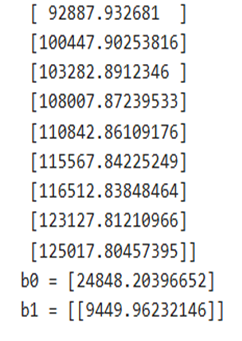 [ 92887.932681  ]
[100447.90253816]
[103282.8912346 ]
[108007.87239533]
[110842.86109176]
[115567.84225249]
[116512.83848464]
[123127.81210966]
[125017.80457395]]
b0 = [24848.20396652]
b1 = [[9449.96232146]]